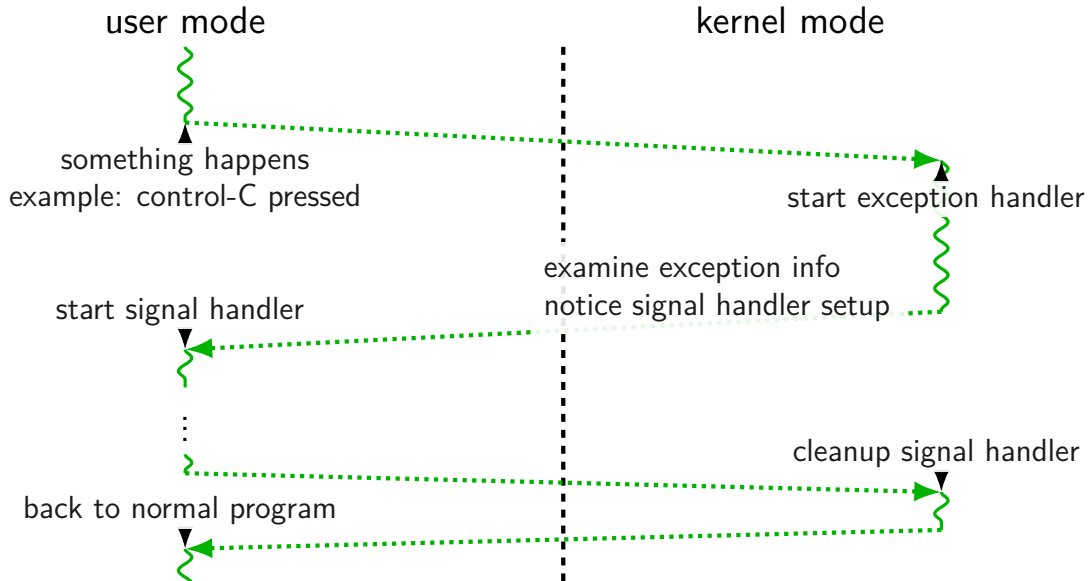 user mode
kernel mode
something happens
example: control-C pressed
start exception handler
examine exception info
notice signal handler setup
start signal handler
⋮
cleanup signal handler
back to normal program